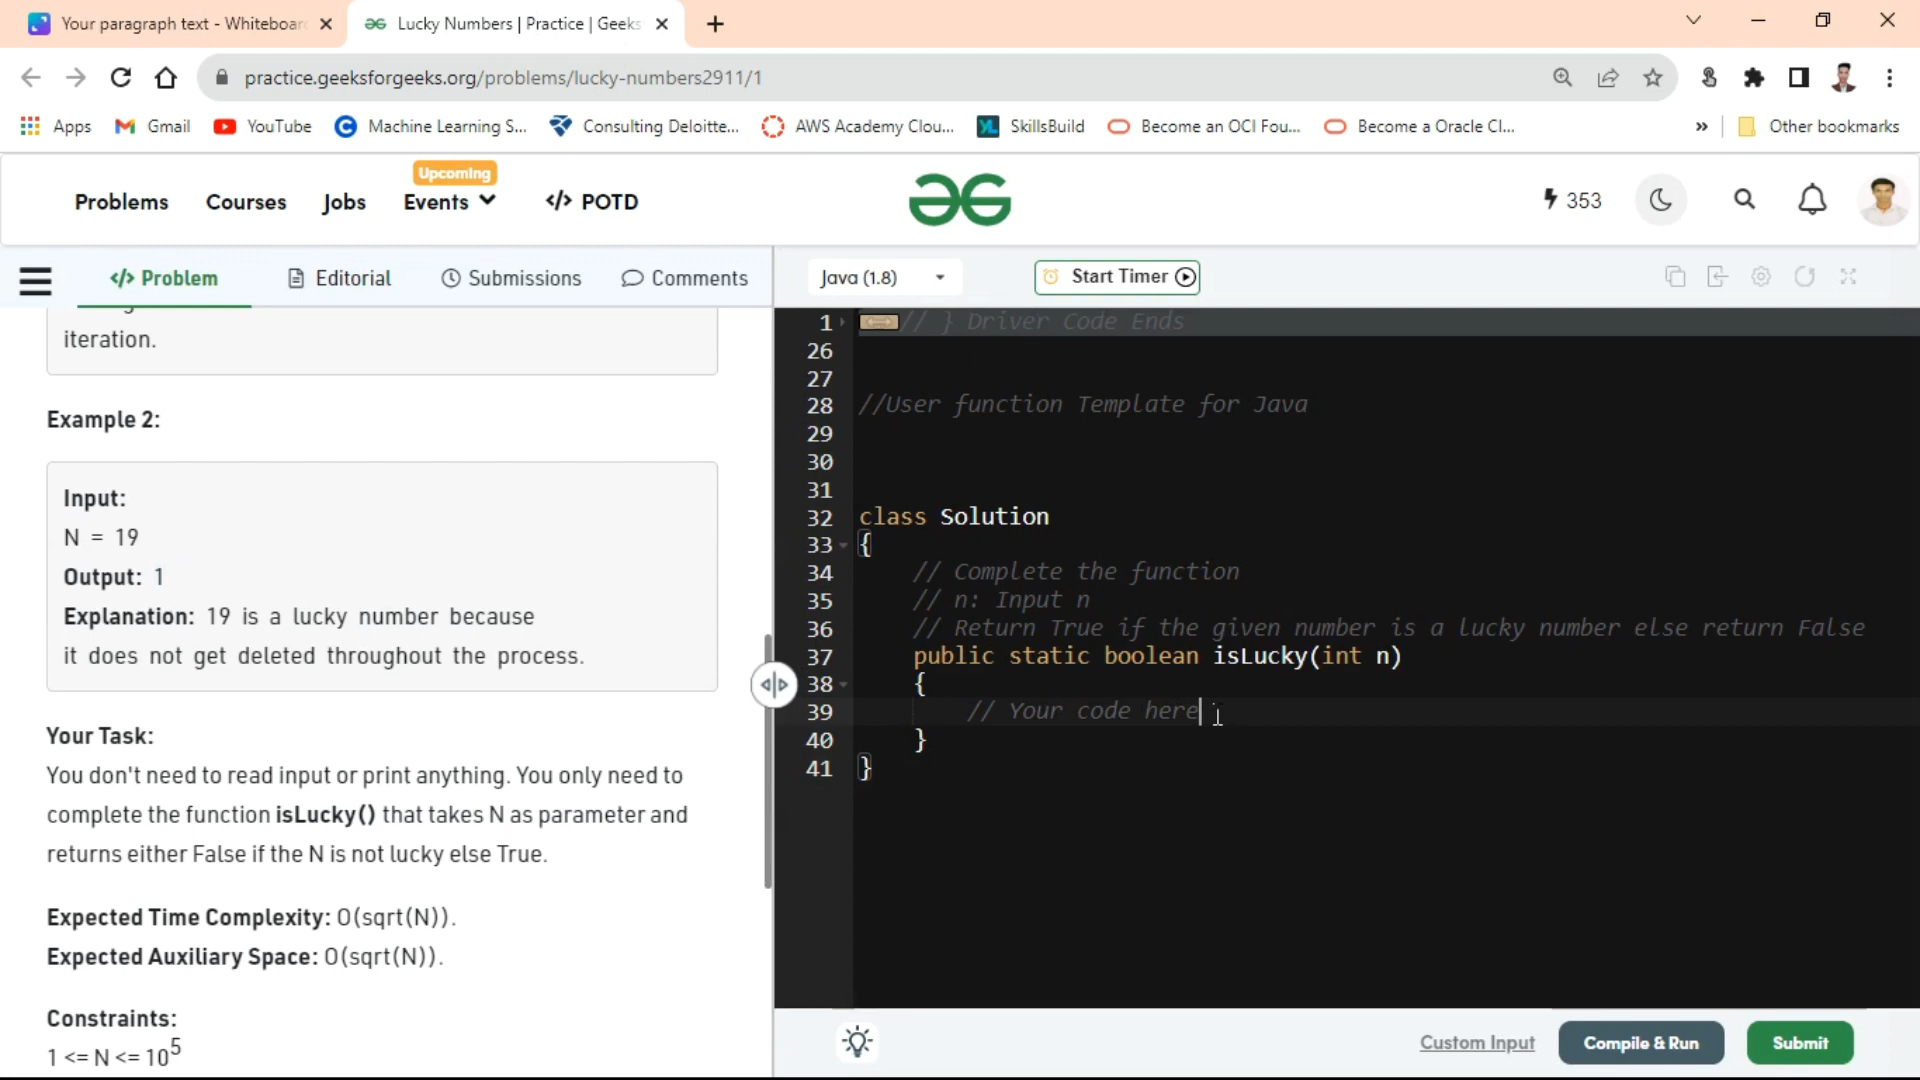 Your paragraph text - Whiteboar
Lucky Numbers | Practice | Geeks
practice.geeksforgeeks.org/problems/lucky-numbers2911/1
Apps
Gmail
YouTube
Machine Learning S...
Consulting Deloitte...
AWS Academy Clou...
SkillsBuild
Become an OCI Fou...
Become a Oracle Cl...
»
Other bookmarks
Problems
Courses
Jobs
Upcoming
Events
</> POTD
353
</> Problem
Editorial
Submissions
Comments
Java (1.8)
Start Timer
iteration.
Example 2:
Input:
N = 19
Output: 1
Explanation: 19 is a lucky number because
it does not get deleted throughout the process.
Your Task:
You don't need to read input or print anything. You only need to
complete the function isLucky() that takes N as parameter and
returns either False if the N is not lucky else True.
Expected Time Complexity: O(sqrt(N)).
Expected Auxiliary Space: O(sqrt(N)).
Constraints:
1 <= N <= 10⁵
1 // } Driver Code Ends
26
27
28 //User function Template for Java
29
30
31
32 class Solution
33 {
34 // Complete the function
35 // n: Input n
36 // Return True if the given number is a lucky number else return False
37 public static boolean isLucky(int n)
38 {
39 // Your code here
40 }
41 }
Custom Input
Compile & Run
Submit